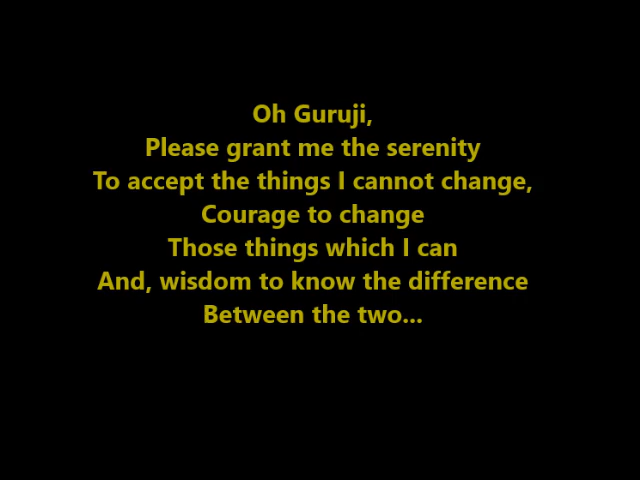 Oh Guruji,
Please grant me the serenity
To accept the things I cannot change,
Courage to change
Those things which I can
And, wisdom to know the difference
Between the two...